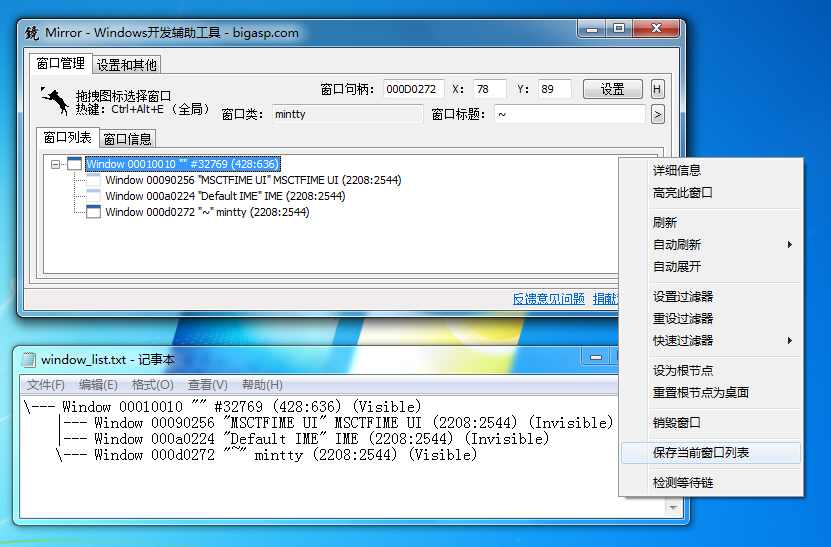 镜 Mirror - Windows开发辅助工具 - bigasp.com
窗口管理 设置和其他
拖拽图标选择窗口
热键: Ctrl+Alt+E (全局)
窗口句柄: 000D0272 X: 78 Y: 89 设置 H
窗口类: mintty 窗口标题: ~ >
窗口列表 窗口信息
Window 00010010 "" #32769 (428:636)
Window 00090256 "MSCTFIME UI" MSCTFIME UI (2208:2544)
Window 000a0224 "Default IME" IME (2208:2544)
Window 000d0272 "~" mintty (2208:2544)
反馈意见问题 捐献
详细信息
高亮此窗口
刷新
自动刷新
自动展开
设置过滤器
重设过滤器
快速过滤器
设为根节点
重置根节点为桌面
销毁窗口
保存当前窗口列表
检测等待链
window_list.txt - 记事本
文件(F) 编辑(E) 格式(O) 查看(V) 帮助(H)
\--- Window 00010010 "" #32769 (428:636) (Visible)
|--- Window 00090256 "MSCTFIME UI" MSCTFIME UI (2208:2544) (Invisible)
|--- Window 000a0224 "Default IME" IME (2208:2544) (Invisible)
\--- Window 000d0272 "~" mintty (2208:2544) (Visible)